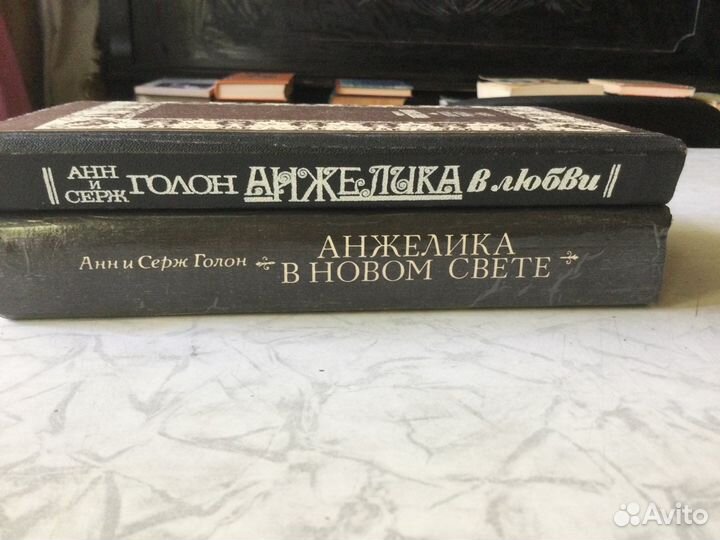 АНН
И
СЕРЖ
ГОЛОН АНЖЕЛИКА в любви
Анн и Серж Голон
АНЖЕЛИКА
В НОВОМ СВЕТЕ
Avito